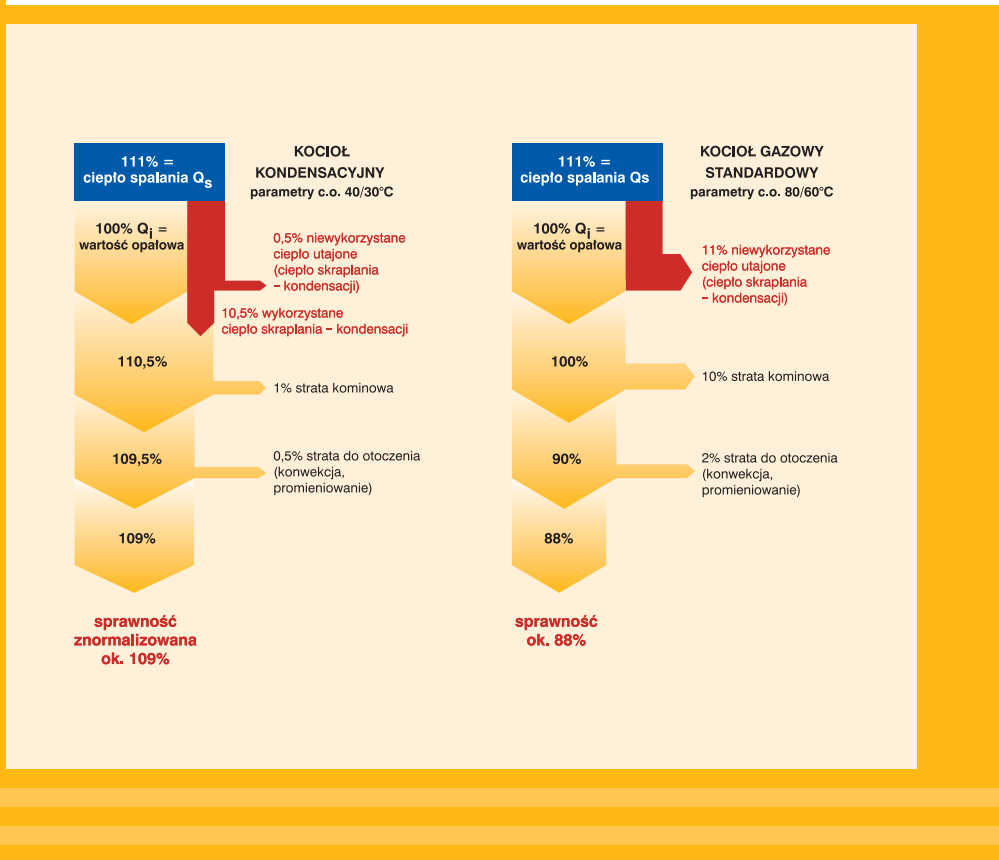 111% =
ciepło spalania Qs
KOCIOŁ
KONDENSACYJNY
parametry c.o. 40/30°C
100% Qi =
wartość opałowa
0,5% niewykorzystane
ciepło utajone
(ciepło skraplania
– kondensacji)
10,5% wykorzystane
ciepło skraplania – kondensacji
110,5%
1% strata kominowa
109,5%
0,5% strata do otoczenia
(konwekcja,
promieniowanie)
109%
sprawność
znormalizowana
ok. 109%
111% =
ciepło spalania Qs
KOCIOŁ GAZOWY
STANDARDOWY
parametry c.o. 80/60°C
100% Qi =
wartość opałowa
11% niewykorzystane
ciepło utajone
(ciepło skraplania
– kondensacji)
100%
10% strata kominowa
90%
2% strata do otoczenia
(konwekcja,
promieniowanie)
88%
sprawność
ok. 88%